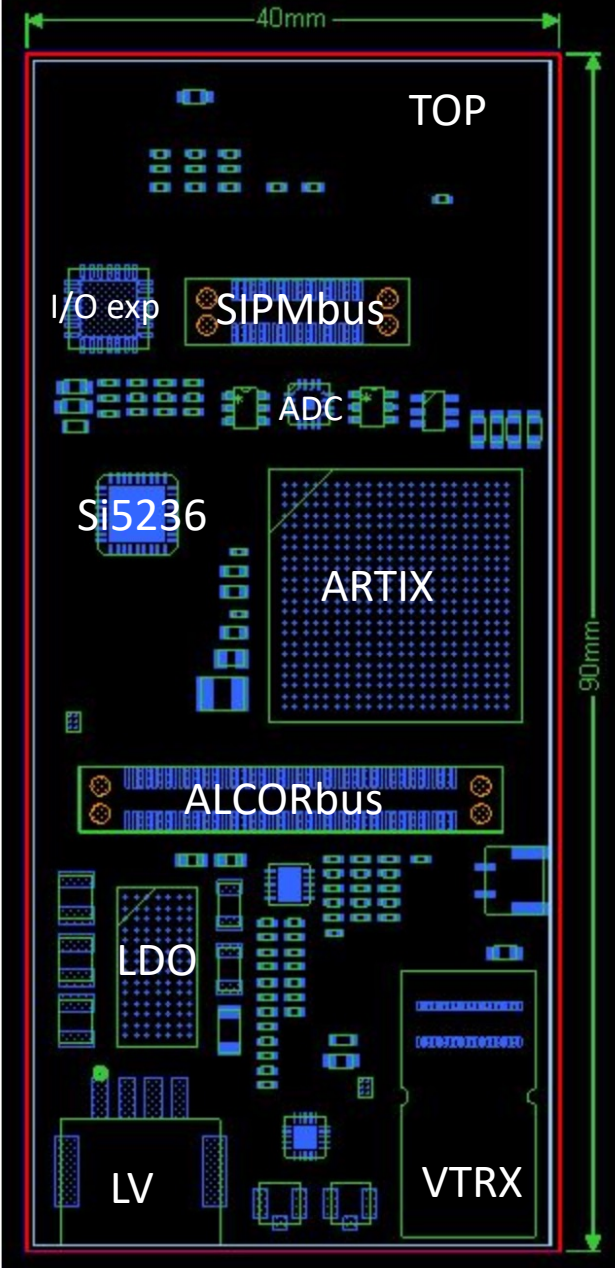 40mm
TOP
I/O exp
SIPMbus
ADC
Si5236
ARTIX
90mm
ALCORbus
LDO
LV
VTRX